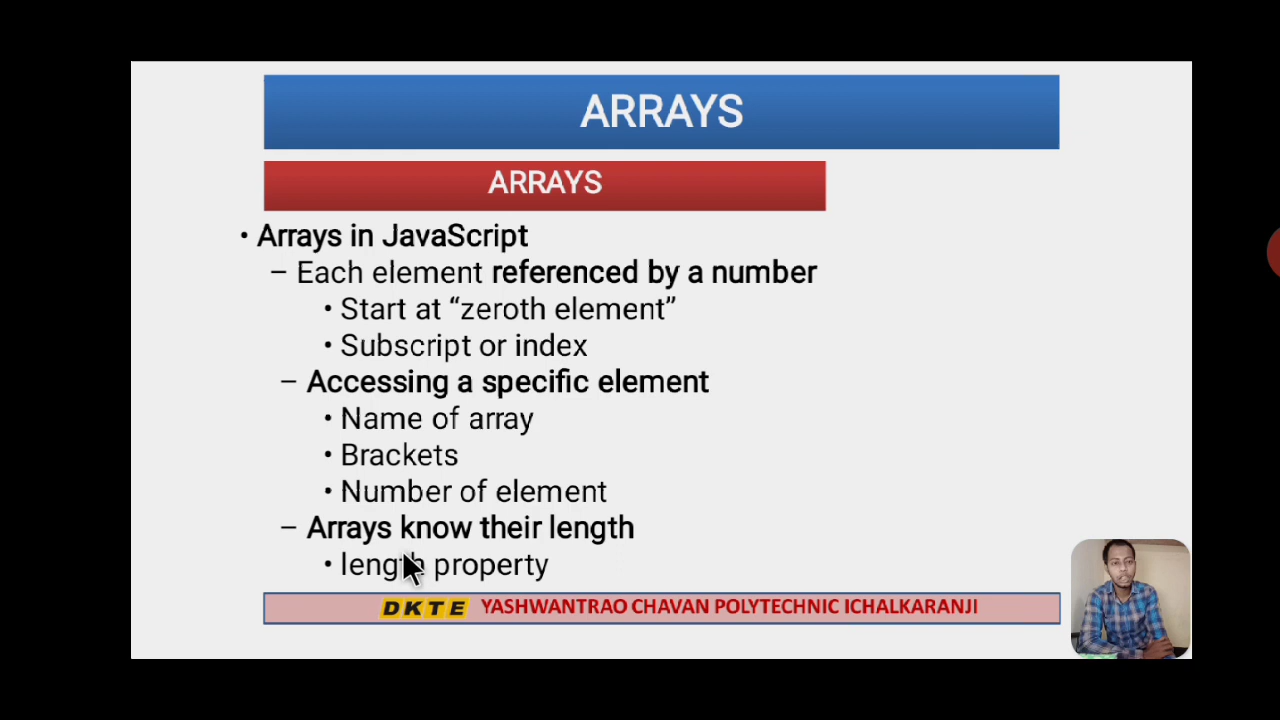 ARRAYS
ARRAYS
• Arrays in JavaScript
– Each element referenced by a number
• Start at “zeroth element”
• Subscript or index
– Accessing a specific element
• Name of array
• Brackets
• Number of element
– Arrays know their length
• length property
DKTE YASHWANTRAO CHAVAN POLYTECHNIC ICHALKARANJI